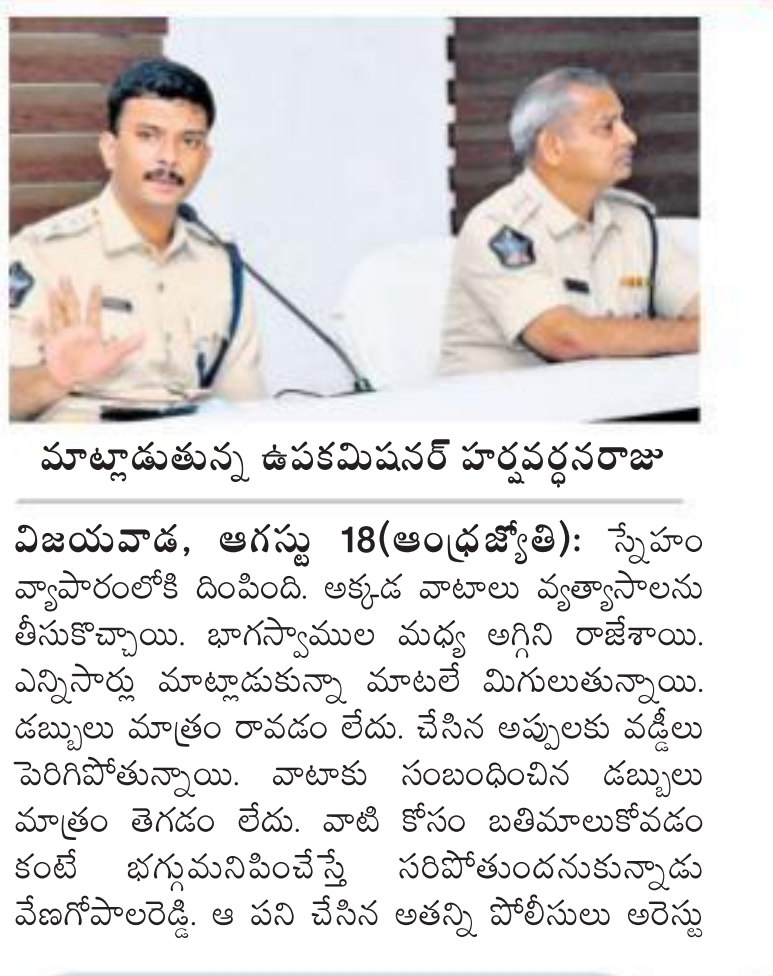 మాట్లాడుతున్న ఉపకమిషనర్ హర్షవర్ధనరాజు
విజయవాడ, ఆగస్టు 18(ఆంధ్రజ్యోతి): స్నేహం
వ్యాపారంలోకి దింపింది. అక్కడ వాటాలు వ్యత్యాసాలను
తీసుకొచ్చాయి. భాగస్వాముల మధ్య అగ్గిని రాజేశాయి.
ఎన్నిసార్లు మాట్లాడుకున్నా మాటలే మిగులుతున్నాయి.
డబ్బులు మాత్రం రావడం లేదు. చేసిన అప్పులకు వడ్డీలు
పెరిగిపోతున్నాయి. వాటాకు సంబంధించిన డబ్బులు
మాత్రం తెగడం లేదు. వాటి కోసం బతిమాలుకోవడం
కంటే భగ్గుమనిపించేస్తే సరిపోతుందనుకున్నాడు
వేణగోపాలరెడ్డి. ఆ పని చేసిన అతన్ని పోలీసులు అరెస్టు